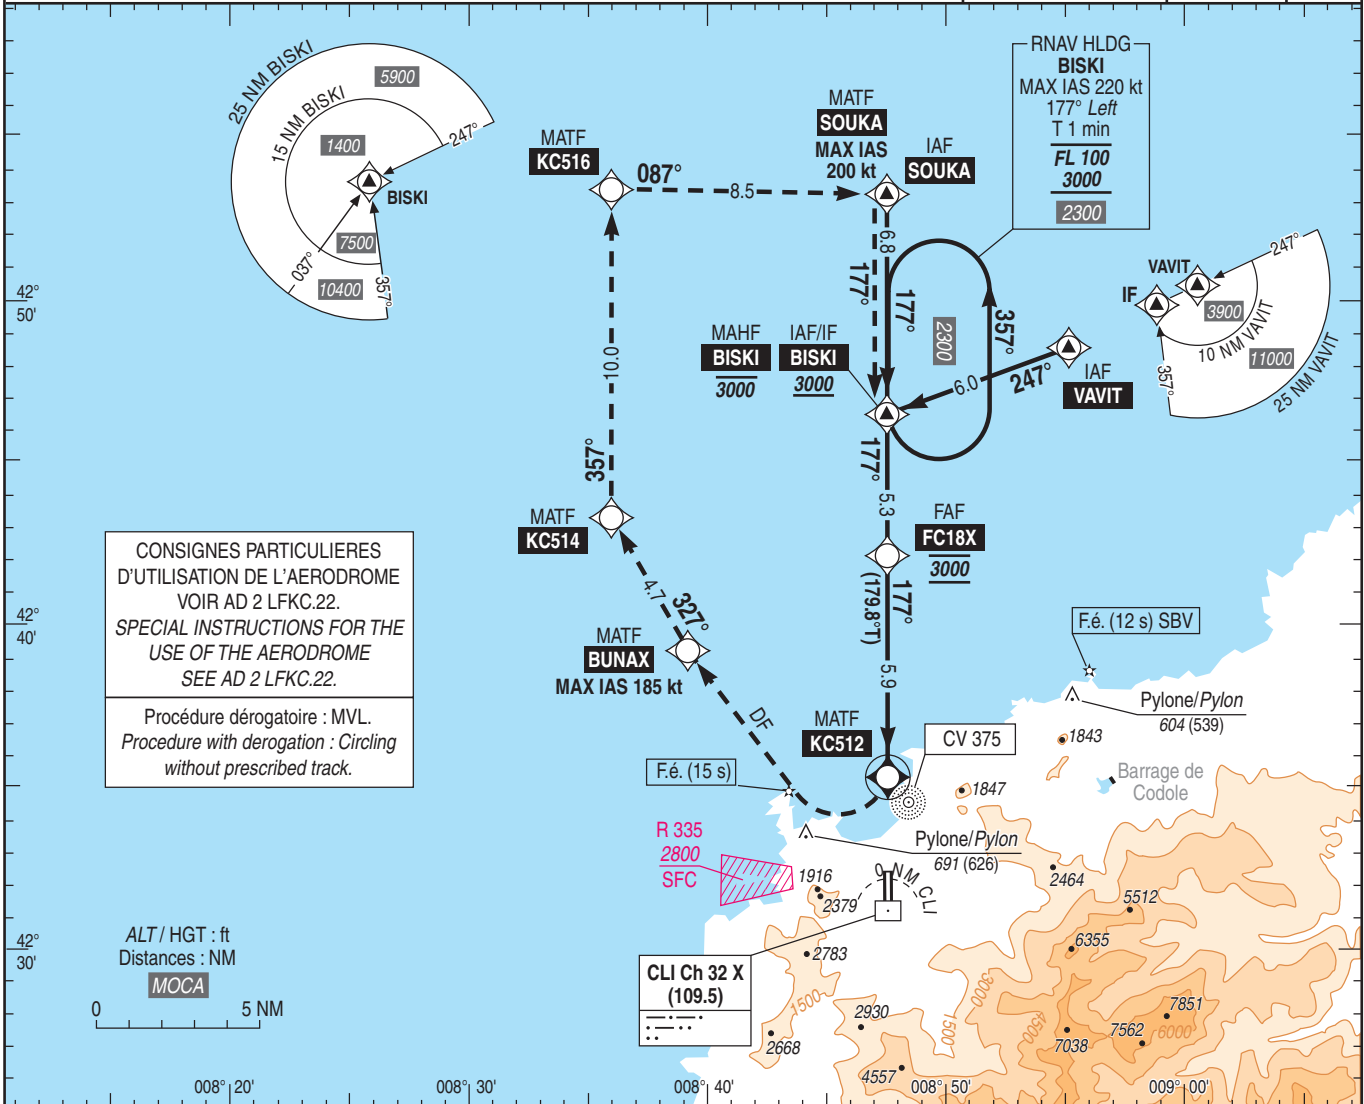 25 NM BISKI
5900
15 NM BISKI
1400
247°
BISKI
7500
037°
10400
357°
MATF
KC516
087°
8.5
MATF
SOUKA
MAX IAS
200 kt
IAF
SOUKA
RNAV HLDG
BISKI
MAX IAS 220 kt
177° Left
T 1 min
FL 100
3000
2300
6.8
177°
177°
2300
357°
MAHF
BISKI
3000
IAF/IF
BISKI
3000
6.0
247°
IAF
VAVIT
VAVIT
IF
247°
3900
10 NM VAVIT
11000
25 NM VAVIT
357°
10.0
357°
MATF
KC514
4.7
327°
MATF
BUNAX
MAX IAS 185 kt
DF
177°
5.3
FAF
FC18X
3000
177°
(179.8°T)
5.9
MATF
KC512
CV 375
CONSIGNES PARTICULIERES
D'UTILISATION DE L'AERODROME
VOIR AD 2 LFKC.22.
SPECIAL INSTRUCTIONS FOR THE
USE OF THE AERODROME
SEE AD 2 LFKC.22.
Procédure dérogatoire : MVL.
Procedure with derogation : Circling
without prescribed track.
F.é. (12 s) SBV
Pylone/Pylon
604 (539)
1843
Barrage de
Codole
1847
F.é. (15 s)
Pylone/Pylon
691 (626)
R 335
2800
SFC
1916
2379
0 NM CLI
2464
5512
6355
2783
CLI Ch 32 X
(109.5)
1500
2930
2668
4557
1500
3000
4500
7038
7562
7851
6000
ALT / HGT : ft
Distances : NM
MOCA
0
5 NM
42°
50'
42°
40'
42°
30'
008° 20'
008° 30'
008° 40'
008° 50'
009° 00'